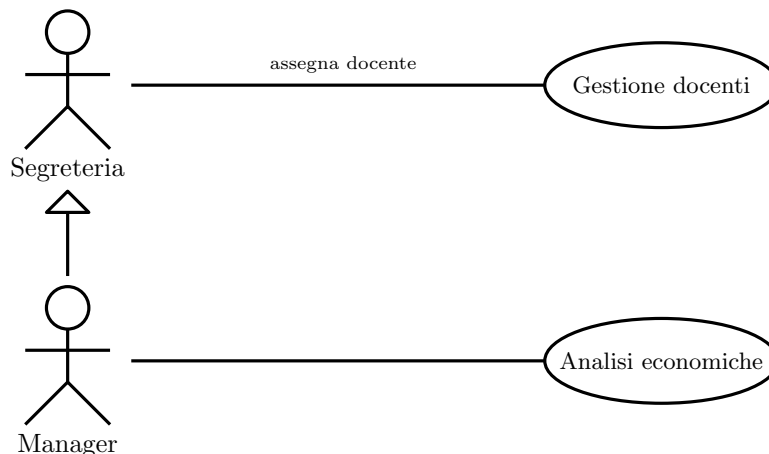 assegna docente
Gestione docenti
Segreteria
Analisi economiche
Manager